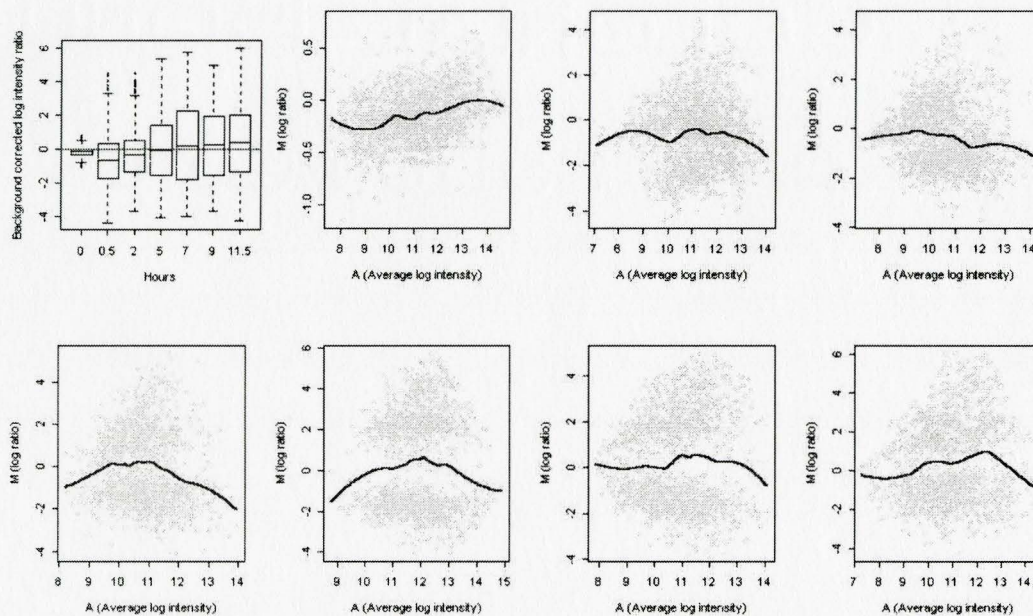 Background corrected log intensity ratio
6
4
2
0
-2
-4
0 0.5 2 5 7 9 11.5
Hours
M (log ratio)
0.5
0.0
-0.5
-1.0
8 9 10 11 12 13 14
A (Average log intensity)
M (log ratio)
4
2
0
-2
-4
7 8 9 10 11 12 13 14
A (Average log intensity)
M (log ratio)
4
2
0
-2
-4
8 9 10 11 12 13 14
A (Average log intensity)
M (log ratio)
4
2
0
-2
-4
8 9 10 11 12 13 14
A (Average log intensity)
M (log ratio)
6
4
2
0
-2
-4
9 10 11 12 13 14 15
A (Average log intensity)
M (log ratio)
4
2
0
-2
-4
8 9 10 11 12 13 14
A (Average log intensity)
M (log ratio)
6
4
2
0
-2
-4
7 8 9 10 11 12 13 14
A (Average log intensity)